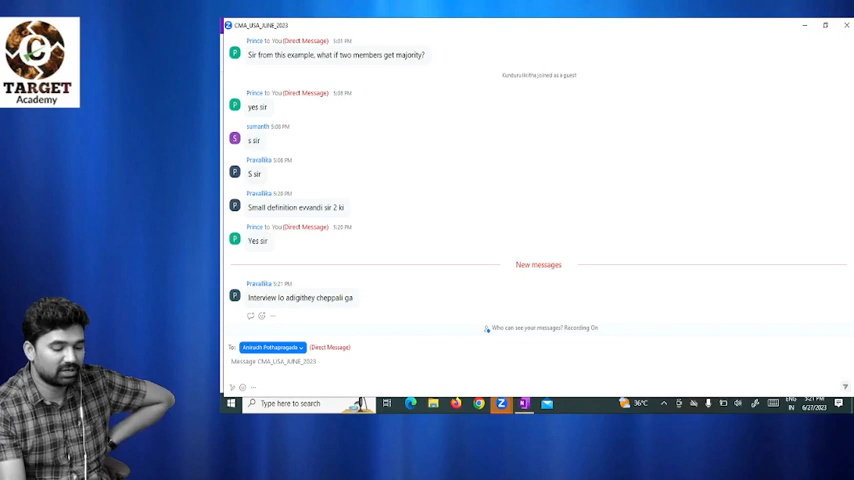 TARGET
Academy
CMA_USA_JUNE_2023
Prince to You (Direct Message) 5:01 PM
P
Sir from this example, what if two members get majority?
joined as a guest
Prince to You (Direct Message) 5:08 PM
P
yes sir
sumanth 5:08 PM
S
s sir
Pravallika 5:08 PM
P
S sir
Pravallika 5:20 PM
P
Small definition evvandi sir 2 ki
Prince to You (Direct Message) 5:20 PM
P
Yes sir
New messages
Pravallika 5:21 PM
P
Interview lo adigithey cheppali ga
Who can see your messages? Recording On
To: Anirudh Pothapragada (Direct Message)
Message CMA_USA_JUNE_2023
Type here to search
36°C
ENG
IN
5:21 PM
6/27/2023